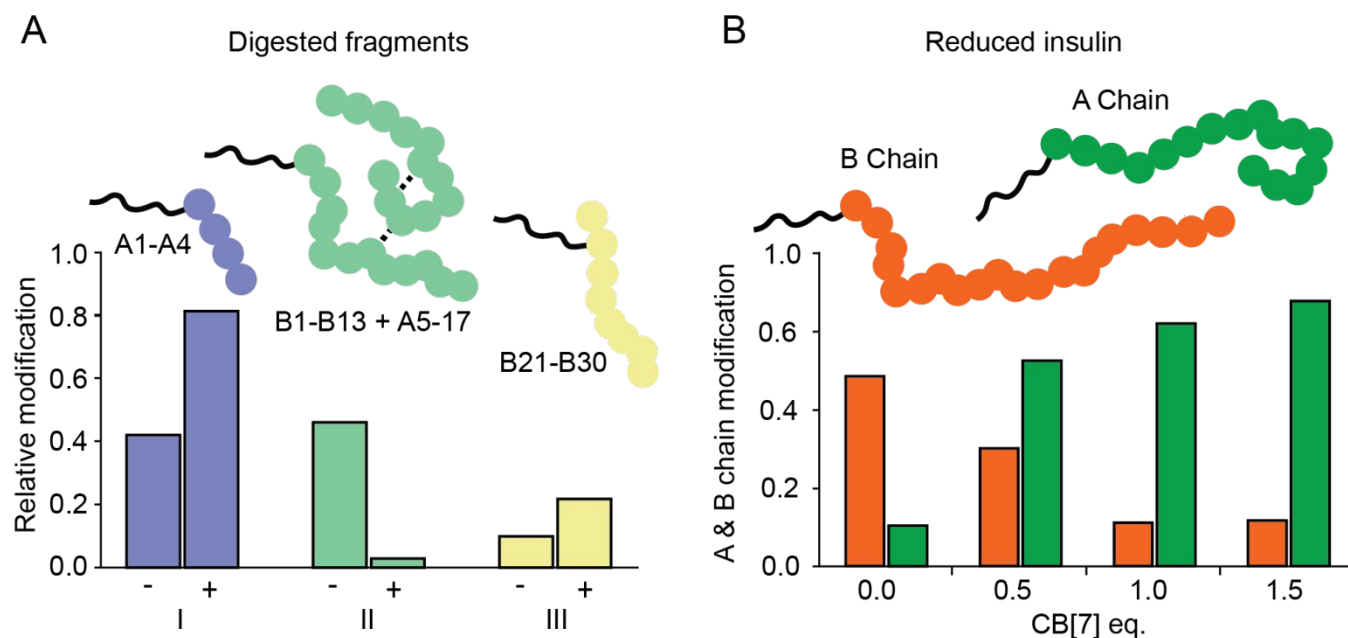 A
Digested fragments
A1-A4
B1-B13 + A5-17
B21-B30
Relative modification
1.0
0.8
0.6
0.4
0.2
0.0
- + - + - +
I II III
B
Reduced insulin
A Chain
B Chain
A & B chain modification
1.0
0.6
0.4
0.2
0.0
0.0 0.5 1.0 1.5
CB[7] eq.